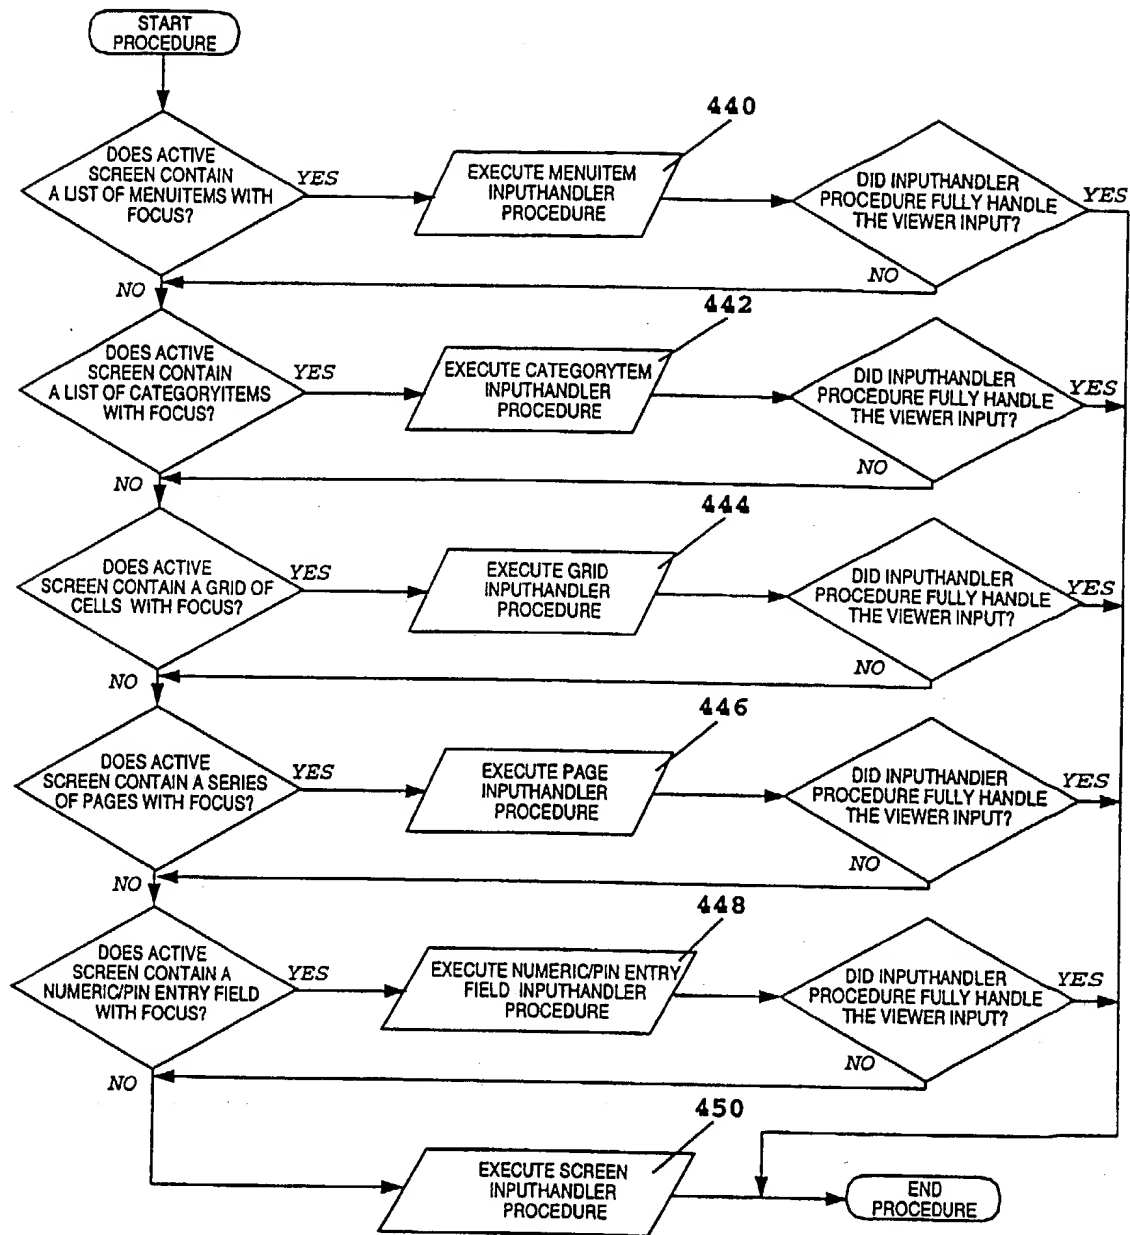 START
PROCEDURE
440
DOES ACTIVE
SCREEN CONTAIN
A LIST OF MENUITEMS WITH
FOCUS?
YES
EXECUTE MENUITEM
INPUTHANDLER
PROCEDURE
DID INPUTHANDLER
PROCEDURE FULLY HANDLE
THE VIEWER INPUT?
YES
NO
NO
442
DOES ACTIVE
SCREEN CONTAIN
A LIST OF CATEGORYITEMS
WITH FOCUS?
YES
EXECUTE CATEGORYTEM
INPUTHANDLER
PROCEDURE
DID INPUTHANDLER
PROCEDURE FULLY HANDLE
THE VIEWER INPUT?
YES
NO
NO
444
DOES ACTIVE
SCREEN CONTAIN A GRID OF
CELLS WITH FOCUS?
YES
EXECUTE GRID
INPUTHANDLER
PROCEDURE
DID INPUTHANDLER
PROCEDURE FULLY HANDLE
THE VIEWER INPUT?
YES
NO
NO
446
DOES ACTIVE
SCREEN CONTAIN A SERIES
OF PAGES WITH FOCUS?
YES
EXECUTE PAGE
INPUTHANDLER
PROCEDURE
DID INPUTHANDIER
PROCEDURE FULLY HANDLE
THE VIEWER INPUT?
YES
NO
NO
448
DOES ACTIVE
SCREEN CONTAIN A
NUMERIC/PIN ENTRY FIELD
WITH FOCUS?
YES
EXECUTE NUMERIC/PIN ENTRY
FIELD INPUTHANDLER
PROCEDURE
DID INPUTHANDLER
PROCEDURE FULLY HANDLE
THE VIEWER INPUT?
YES
NO
NO
450
EXECUTE SCREEN
INPUTHANDLER
PROCEDURE
END
PROCEDURE